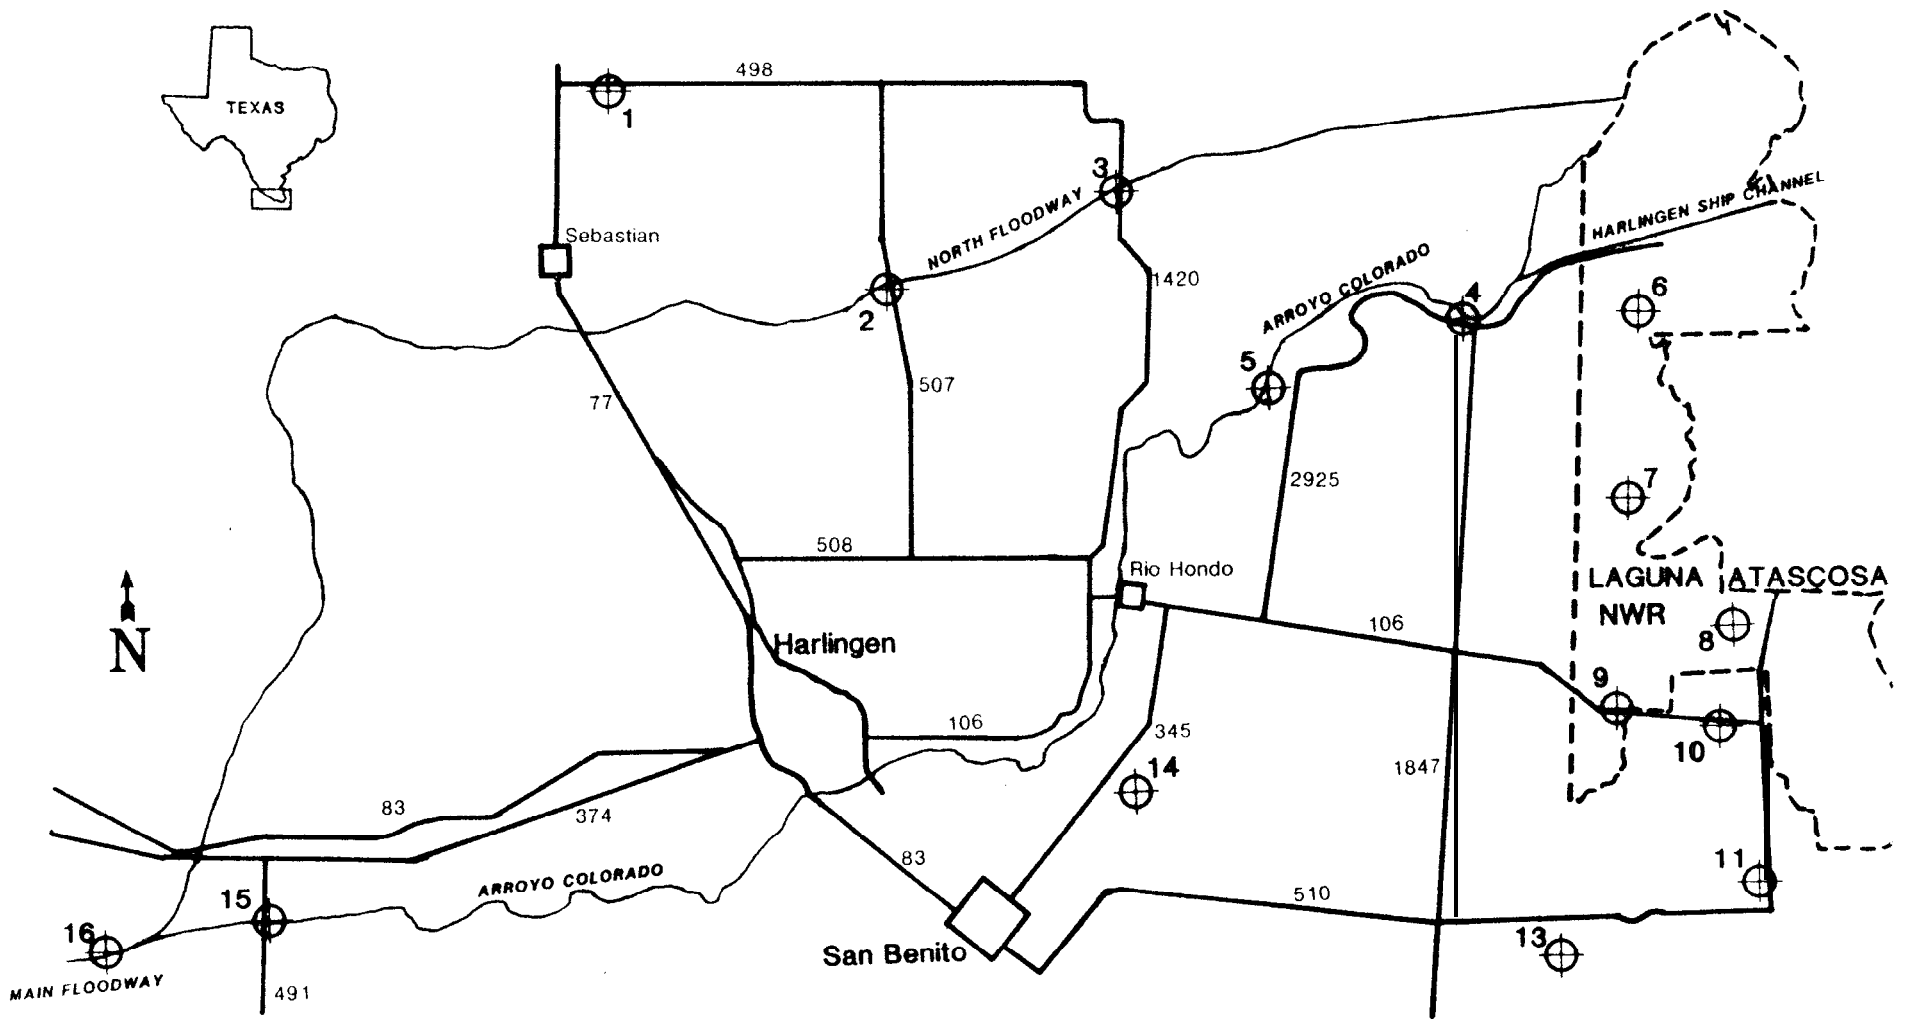 498
TEXAS
1
3
HARLINGEN SHIP CHANNEL
Sebastian
NORTH FLOODWAY
1420
ARROYO COLORADO
4
6
2
5
507
77
2925
7
508
Rio Hondo
LAGUNA ATASCOSA
NWR
8
106
N
Harlingen
9
106
345
10
14
1847
83
374
83
11
ARROYO COLORADO
510
15
16
13
San Benito
MAIN FLOODWAY
491